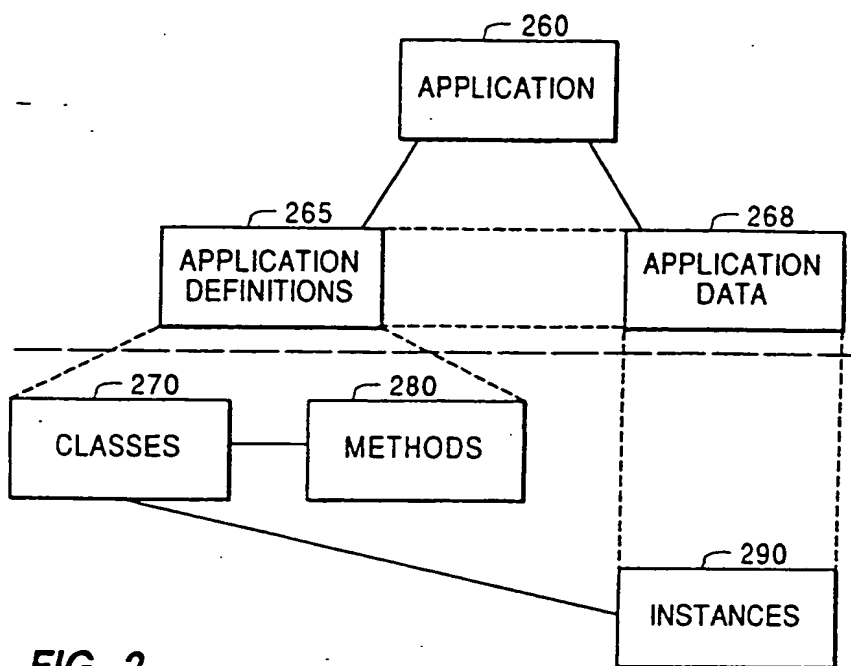 260
APPLICATION
265
268
APPLICATION
DEFINITIONS
APPLICATION
DATA
270
280
CLASSES
METHODS
290
INSTANCES
FIG. 2